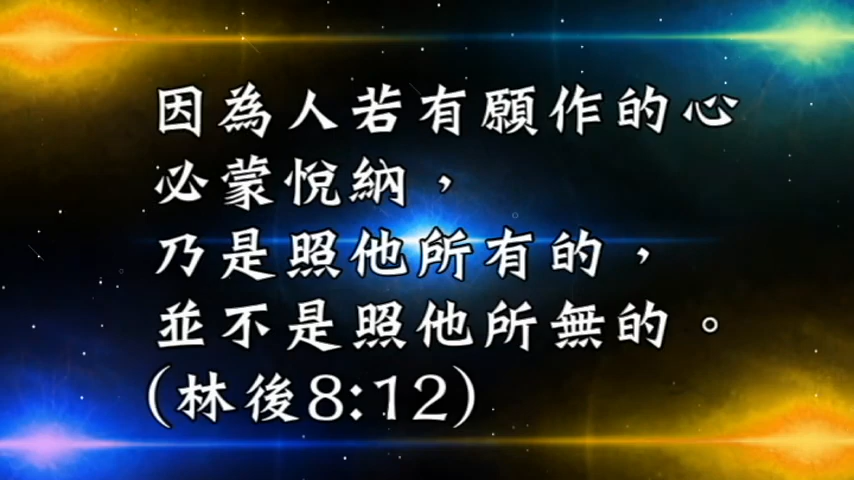 因為人若有願作的心
必蒙悅納，
乃是照他所有的，
並不是照他所無的。
(林後8:12)